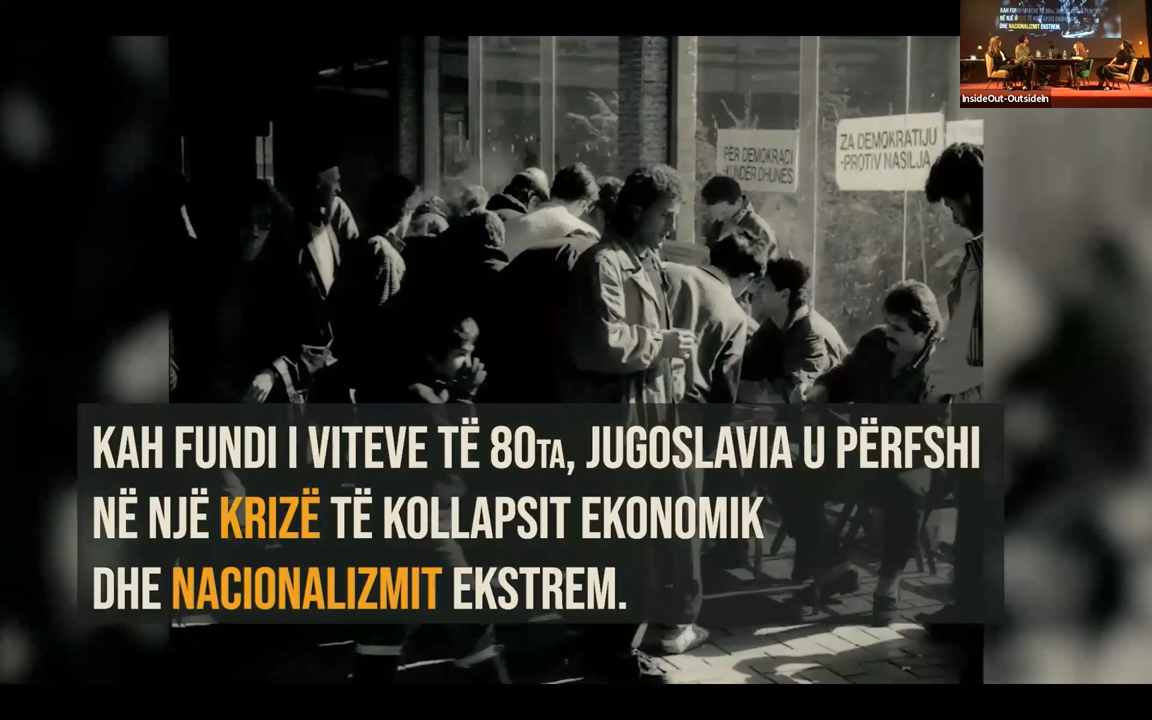 PËR DEMOKRACI
KUNDER DHUNËS
ZA DEMOKRATIJU
-PROTIV NASILJA
KAH FUNDI I VITEVE TË 80TA, JUGOSLAVIA U PËRFSHI
NË NJË KRIZË TË KOLLAPSIT EKONOMIK
DHE NACIONALIZMIT EKSTREM.
InsideOut-OutsideIn